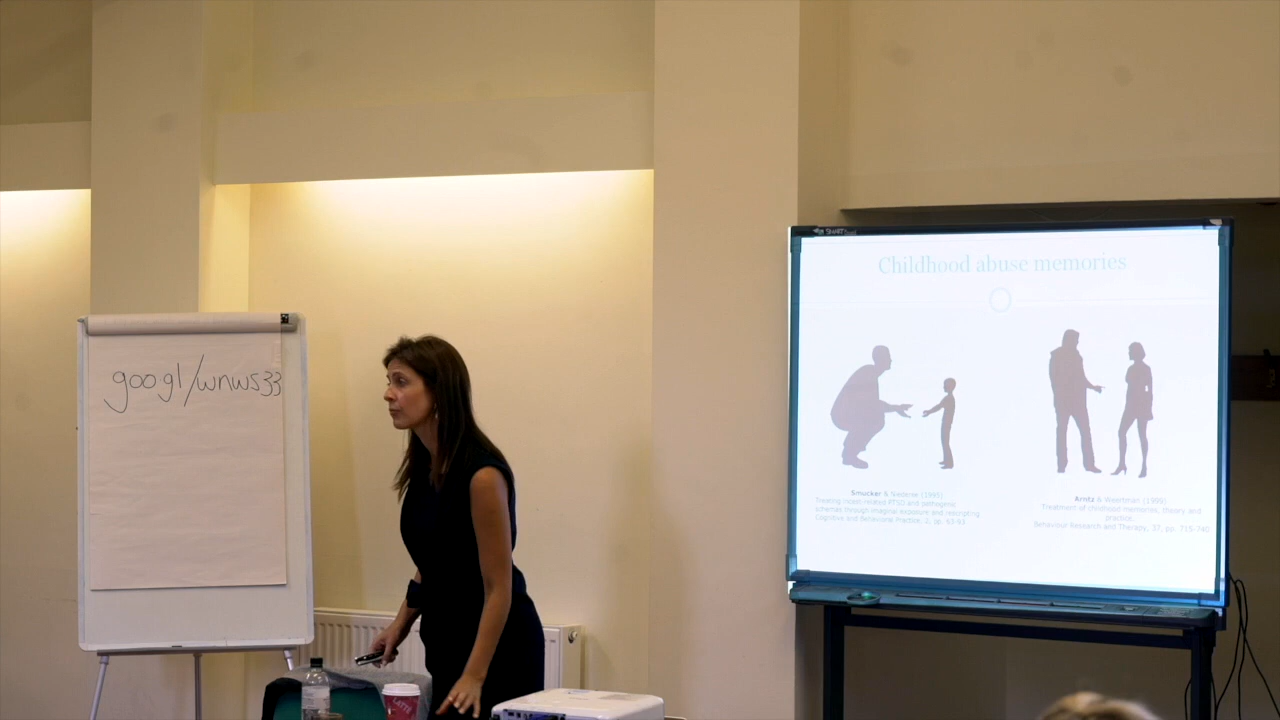 goo gl/wnws33
SMART
Childhood abuse memories
Smucker & Niederee (1995)
Treating incest-related PTSD and pathogenic
schemas through imaginal exposure and rescripting
Cognitive and Behavioral Practice, 2, pp. 63-93
Arntz & Weertman (1999)
Treatment of childhood memories, theory and
practice.
Behaviour Research and Therapy, 37, pp. 715-740
LATTE